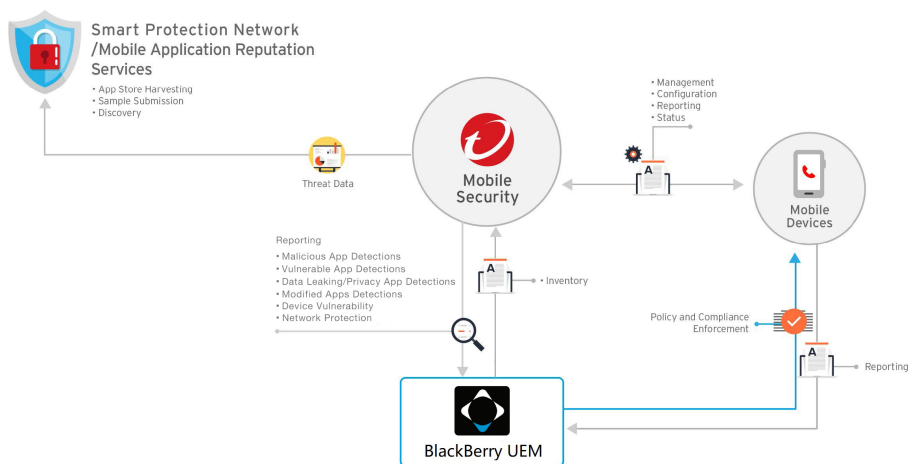 Smart Protection Network
/Mobile Application Reputation
Services
• App Store Harvesting
• Sample Submission
• Discovery
Threat Data
Mobile
Security
• Management
• Configuration
• Reporting
• Status
A
Mobile
Devices
Reporting
• Malicious App Detections
• Vulnerable App Detections
• Data Leaking/Privacy App Detections
• Modified Apps Detections
• Device Vulnerability
• Network Protection
A
• Inventory
Policy and Compliance
Enforcement
A
Reporting
BlackBerry UEM